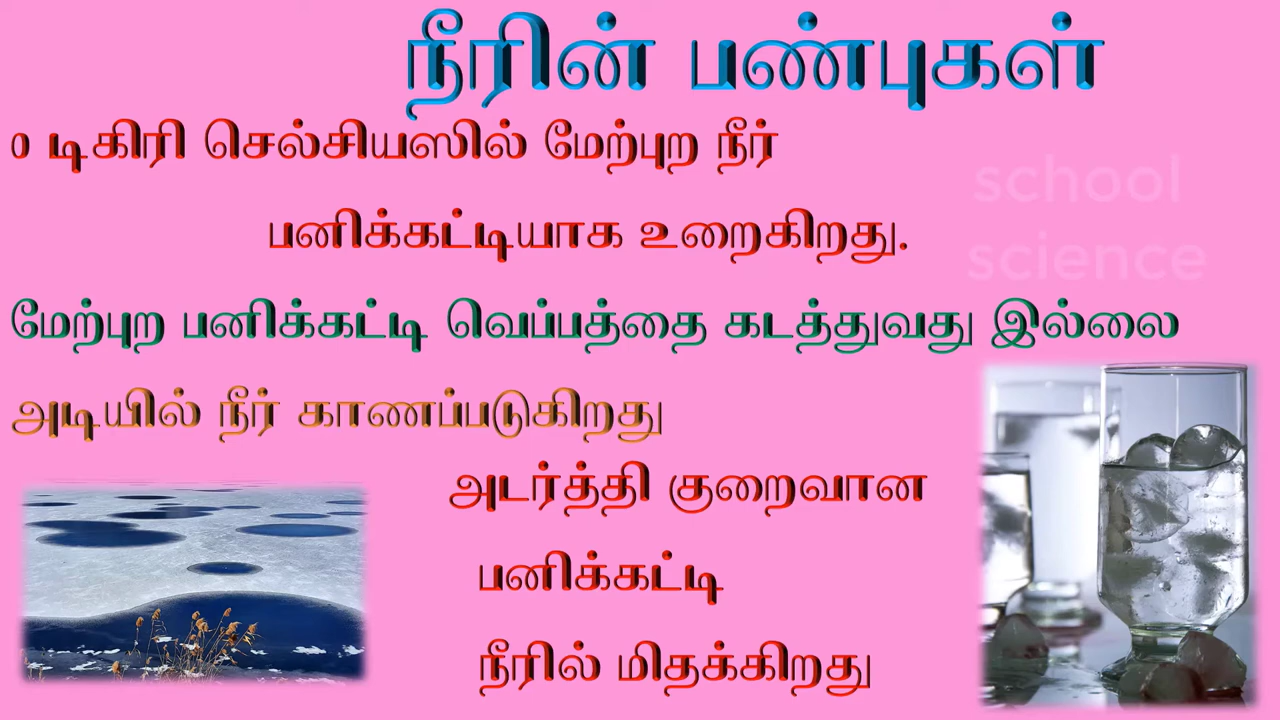 நீரின் பண்புகள்
0 டிகிரி செல்சியஸில் மேற்புற நீர்
பனிக்கட்டியாக உறைகிறது.
school
science
மேற்புற பனிக்கட்டி வெப்பத்தை கடத்துவது இல்லை
அடியில் நீர் காணப்படுகிறது
அடர்த்தி குறைவான
பனிக்கட்டி
நீரில் மிதக்கிறது